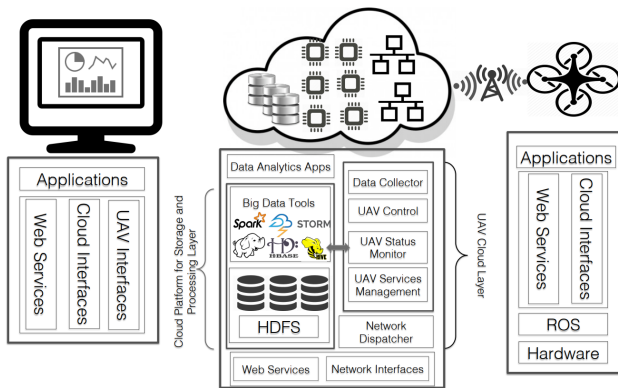 Applications
Web Services
Cloud Interfaces
UAV Interfaces
Cloud Platform for Storage and
Processing Layer
Data Analytics Apps
Big Data Tools
Spark
STORM
HBASE
HIVE
HDFS
Data Collector
UAV Control
UAV Status
Monitor
UAV Services
Management
Network
Dispatcher
Web Services
Network Interfaces
UAV Cloud Layer
Applications
Web Services
Cloud Interfaces
ROS
Hardware